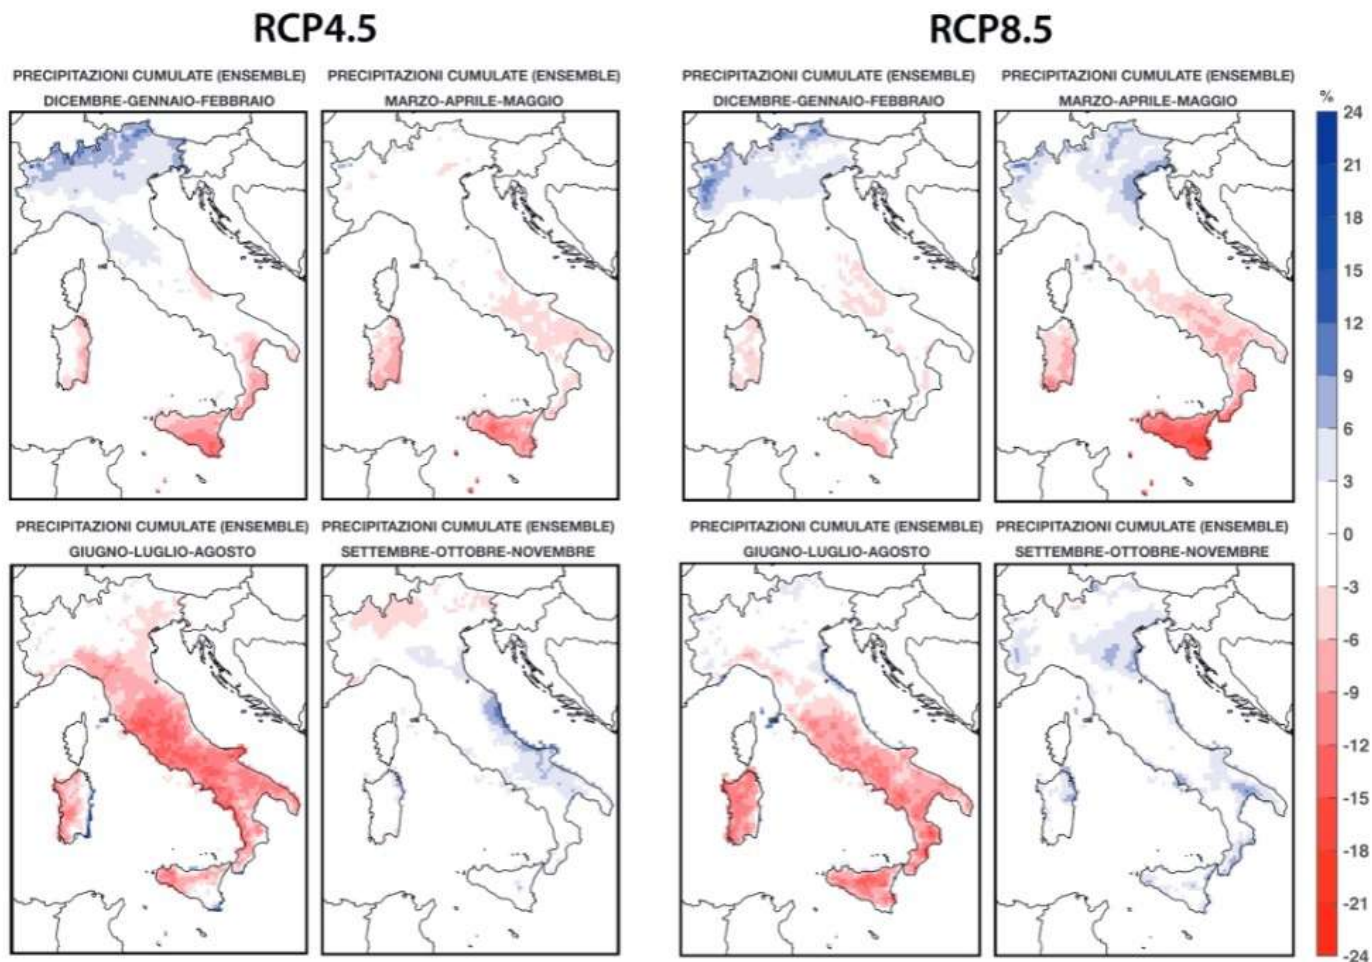 RCP4.5
RCP8.5
PRECIPITAZIONI CUMULATE (ENSEMBLE)
DICEMBRE-GENNAIO-FEBBRAIO
PRECIPITAZIONI CUMULATE (ENSEMBLE)
MARZO-APRILE-MAGGIO
PRECIPITAZIONI CUMULATE (ENSEMBLE)
DICEMBRE-GENNAIO-FEBBRAIO
PRECIPITAZIONI CUMULATE (ENSEMBLE)
MARZO-APRILE-MAGGIO
PRECIPITAZIONI CUMULATE (ENSEMBLE)
GIUGNO-LUGLIO-AGOSTO
PRECIPITAZIONI CUMULATE (ENSEMBLE)
SETTEMBRE-OTTOBRE-NOVEMBRE
PRECIPITAZIONI CUMULATE (ENSEMBLE)
GIUGNO-LUGLIO-AGOSTO
PRECIPITAZIONI CUMULATE (ENSEMBLE)
SETTEMBRE-OTTOBRE-NOVEMBRE
%
24
21
18
15
12
9
6
3
0
-3
-6
-9
-12
-15
-18
-21
-24